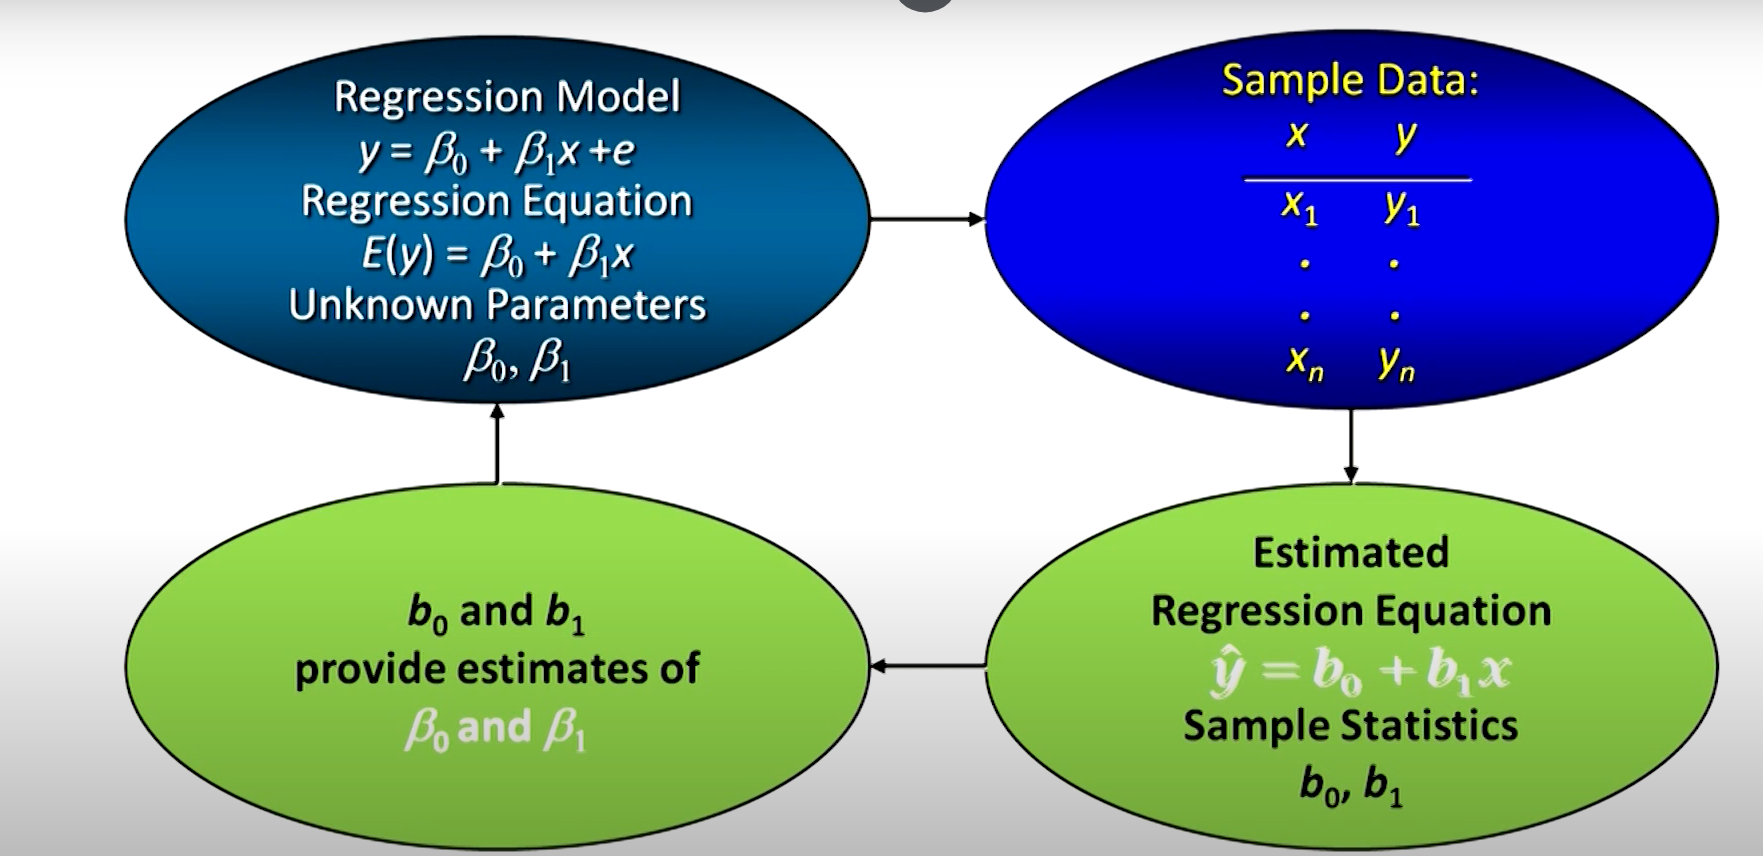 Regression Model
y = β₀ + β₁x +e
Regression Equation
E(y) = β₀ + β₁x
Unknown Parameters
β₀, β₁
Sample Data:
x y
x₁ y₁
. .
. .
xₙ yₙ
Estimated
Regression Equation
ŷ = b₀ + b₁x
Sample Statistics
b₀, b₁
b₀ and b₁
provide estimates of
β₀ and β₁